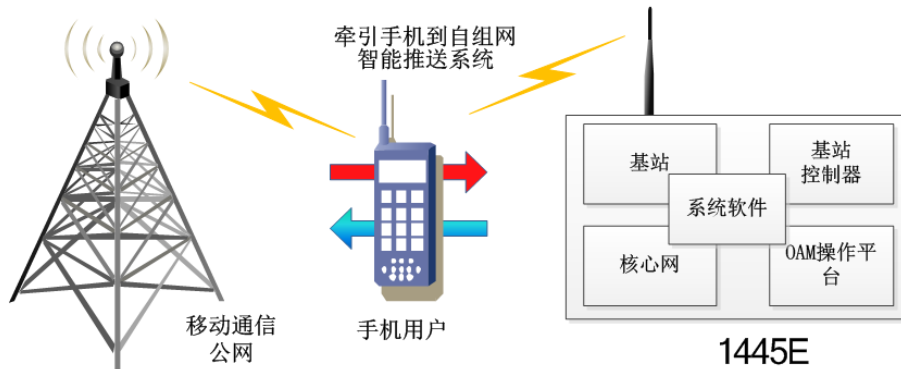 牵引手机到自组网
智能推送系统
基站
基站
控制器
系统软件
核心网
OAM操作平
台
移动通信
公网
手机用户
1445E